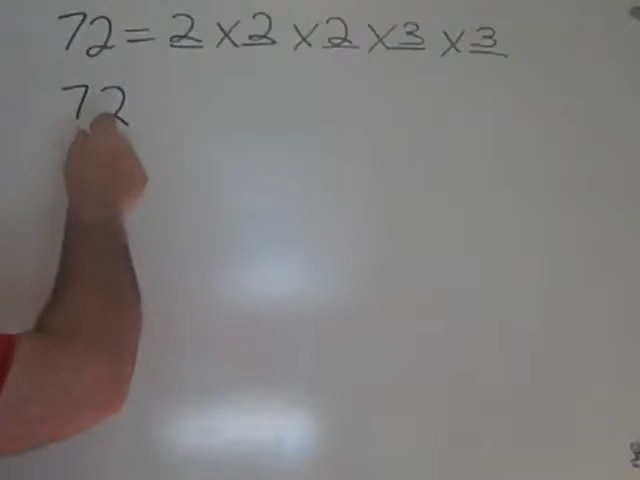 72 = 2 x 2 x 2 x 3 x 3
72